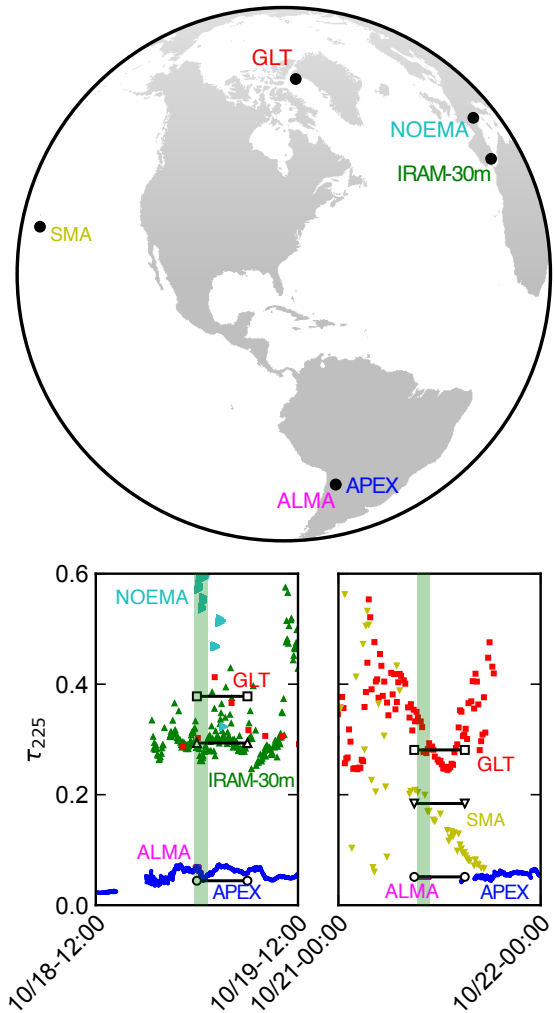 GLT
NOEMA
IRAM-30m
SMA
APEX
ALMA
0.6
NOEMA
0.4
GLT
τ225
GLT
IRAM-30m
0.2
SMA
ALMA
APEX
ALMA
APEX
0.0
10/18-12:00
10/19-12:00
10/21-00:00
10/22-00:00